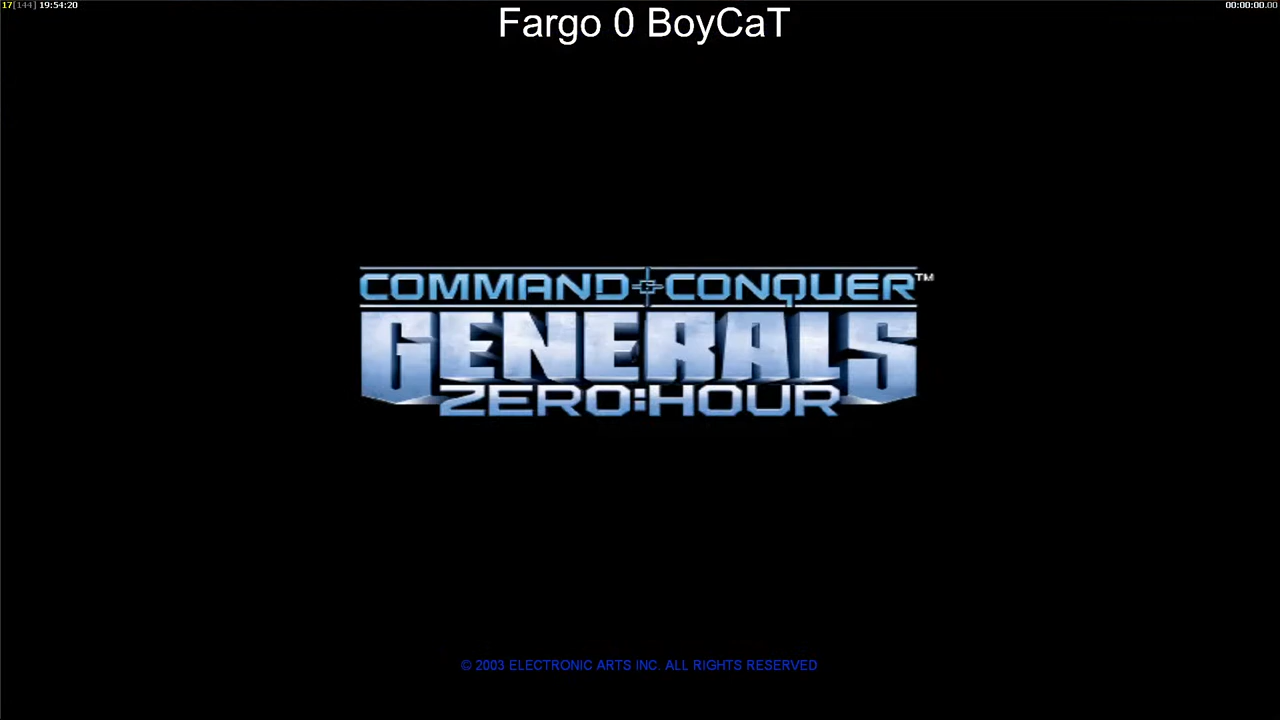 17[144] 19:54:20
00:00:00.00
Fargo 0 BoyCaT
COMMAND CONQUER™
GENERALS
ZERO:HOUR
© 2003 ELECTRONIC ARTS INC. ALL RIGHTS RESERVED